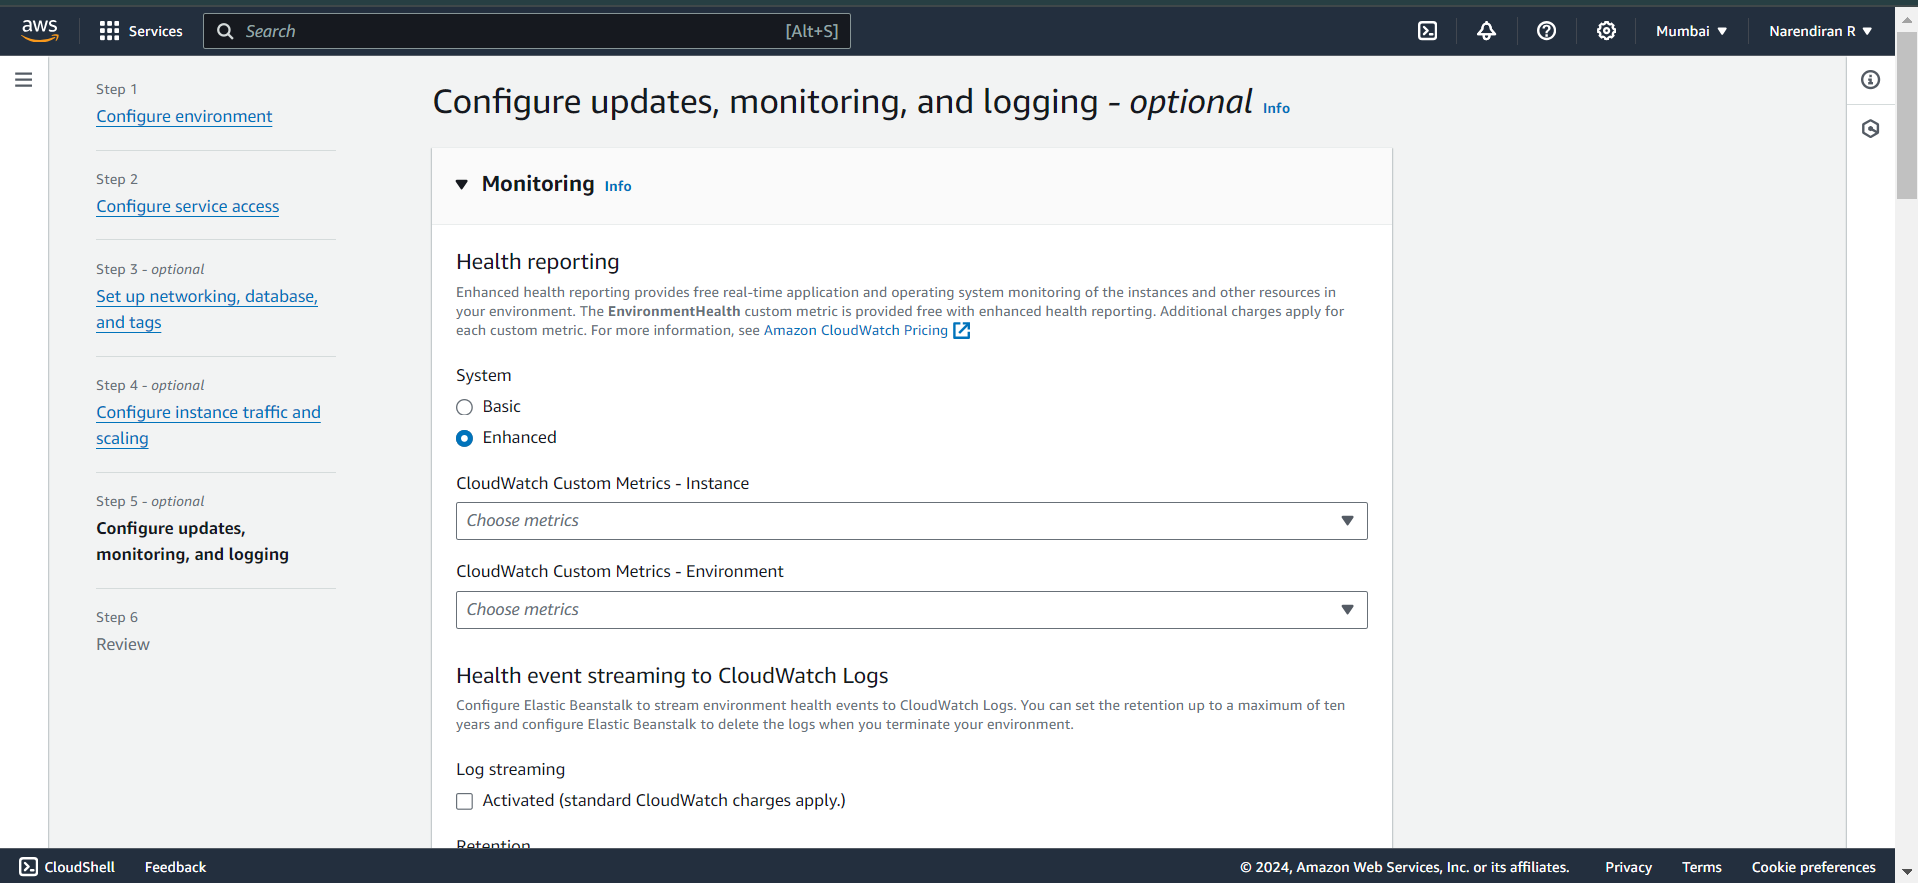 aws
Services
Search
[Alt+S]
Mumbai
Narendiran R
Step 1
Configure environment
Step 2
Configure service access
Step 3 - optional
Set up networking, database,
and tags
Step 4 - optional
Configure instance traffic and
scaling
Step 5 - optional
Configure updates,
monitoring, and logging
Step 6
Review
Configure updates, monitoring, and logging - optional Info
Monitoring Info
Health reporting
Enhanced health reporting provides free real-time application and operating system monitoring of the instances and other resources in
your environment. The EnvironmentHealth custom metric is provided free with enhanced health reporting. Additional charges apply for
each custom metric. For more information, see Amazon CloudWatch Pricing
System
Basic
Enhanced
CloudWatch Custom Metrics - Instance
Choose metrics
CloudWatch Custom Metrics - Environment
Choose metrics
Health event streaming to CloudWatch Logs
Configure Elastic Beanstalk to stream environment health events to CloudWatch Logs. You can set the retention up to a maximum of ten
years and configure Elastic Beanstalk to delete the logs when you terminate your environment.
Log streaming
Activated (standard CloudWatch charges apply.)
Retention
CloudShell
Feedback
© 2024, Amazon Web Services, Inc. or its affiliates.
Privacy
Terms
Cookie preferences